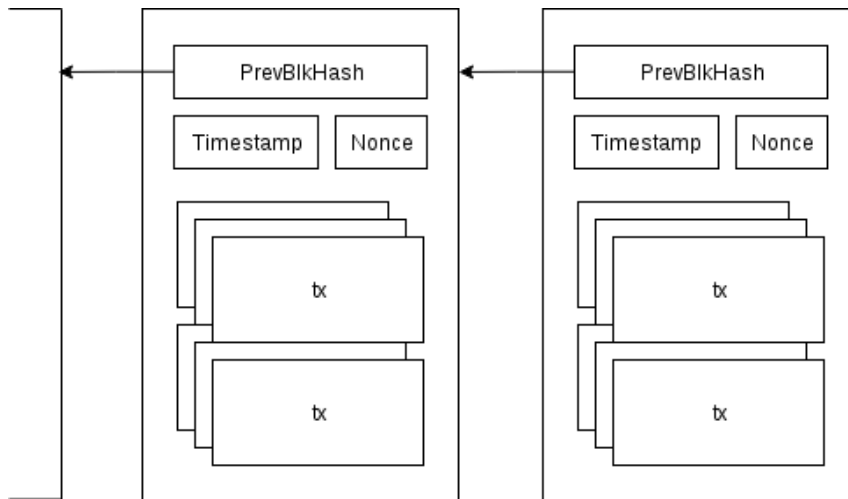 PrevBlkHash
Timestamp
Nonce
tx
tx
PrevBlkHash
Timestamp
Nonce
tx
tx